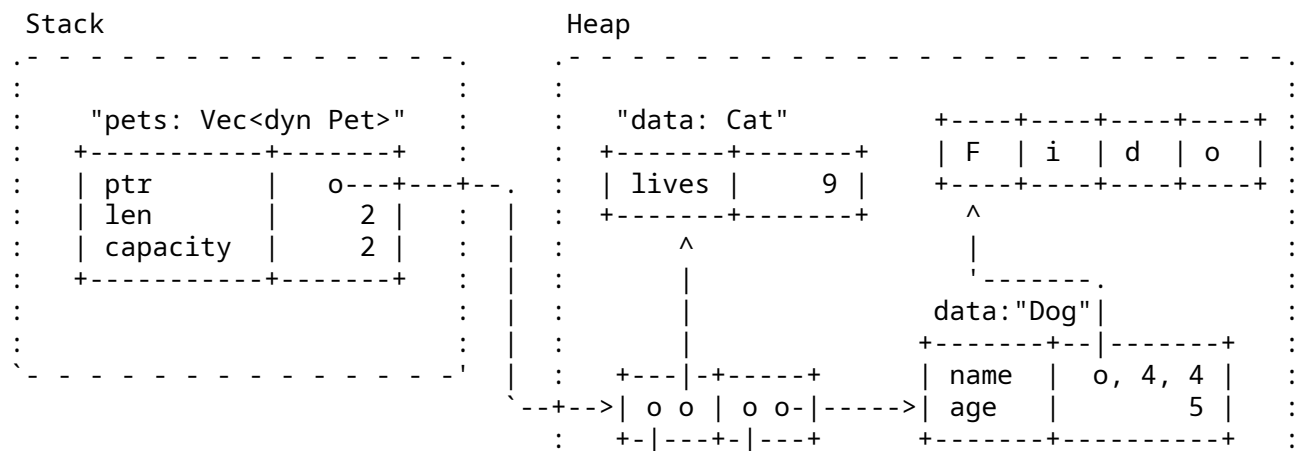 Stack Heap
"pets: Vec<dyn Pet>" "data: Cat"
F i d o
ptr o lives 9
len 2
capacity 2
data:"Dog"
name o, 4, 4
o o o o age 5